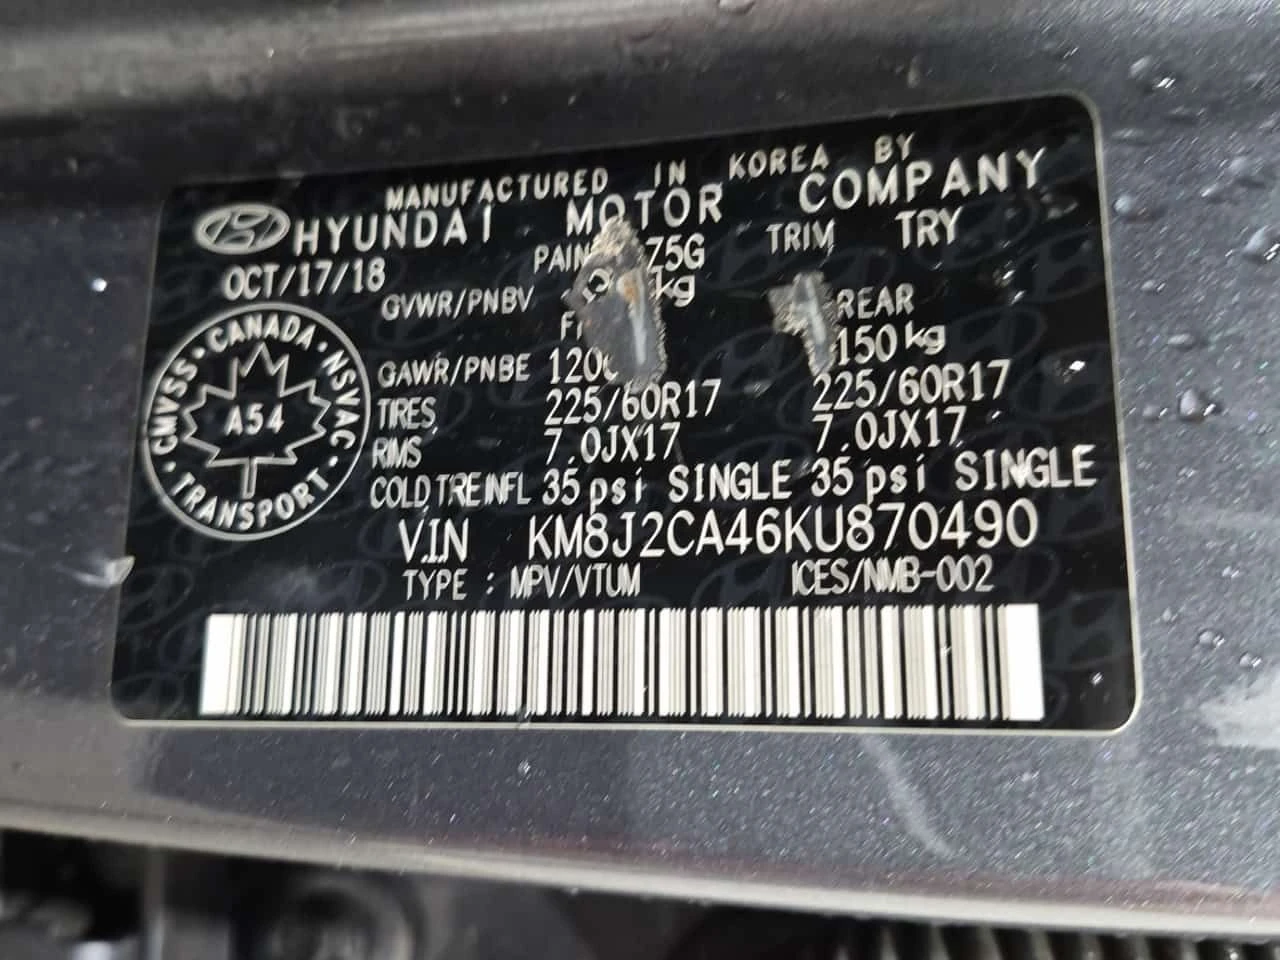 MANUFACTURED IN KOREA BY
HYUNDAI MOTOR COMPANY
OCT/17/18 75G TRIM TRY
GVWR/PNBV kg
REAR
GAWR/PNBE 150 kg
TIRES 225/60R17 225/60R17
RIMS 7.0JX17 7.0JX17
COLD TIRE INFL 35 psi SINGLE 35 psi SINGLE
V.I.N KM8J2CA46KU870490
TYPE : MPV/VTUM ICES/NMB-002
CMVSS · CANADA · NSVAC · TRANSPORT ·
A54